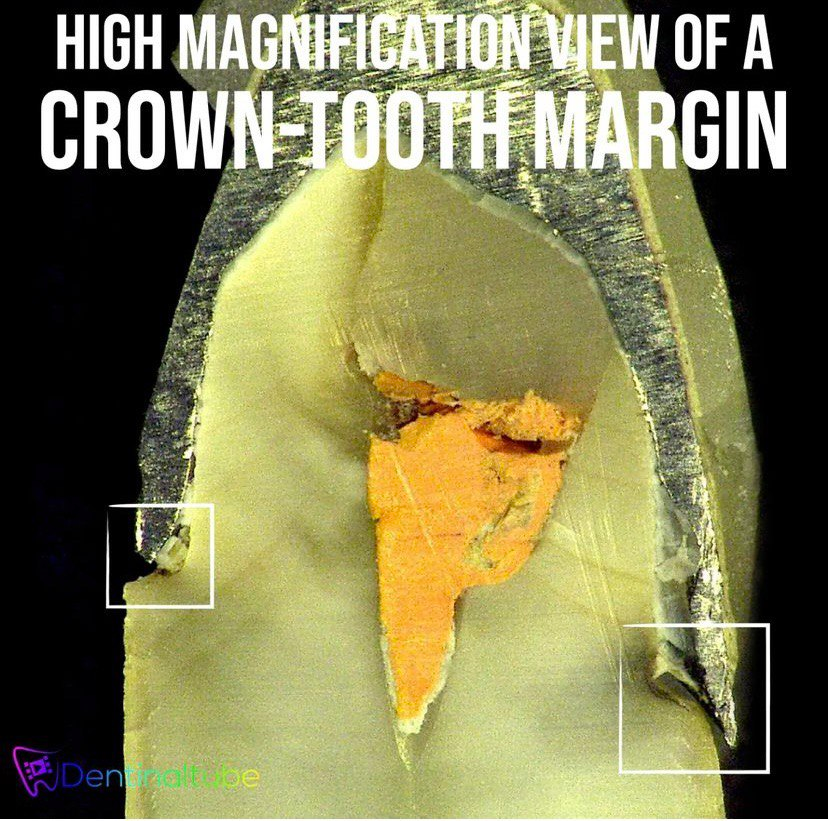 HIGH MAGNIFICATION VIEW OF A
CROWN-TOOTH MARGIN
Dentinaltube